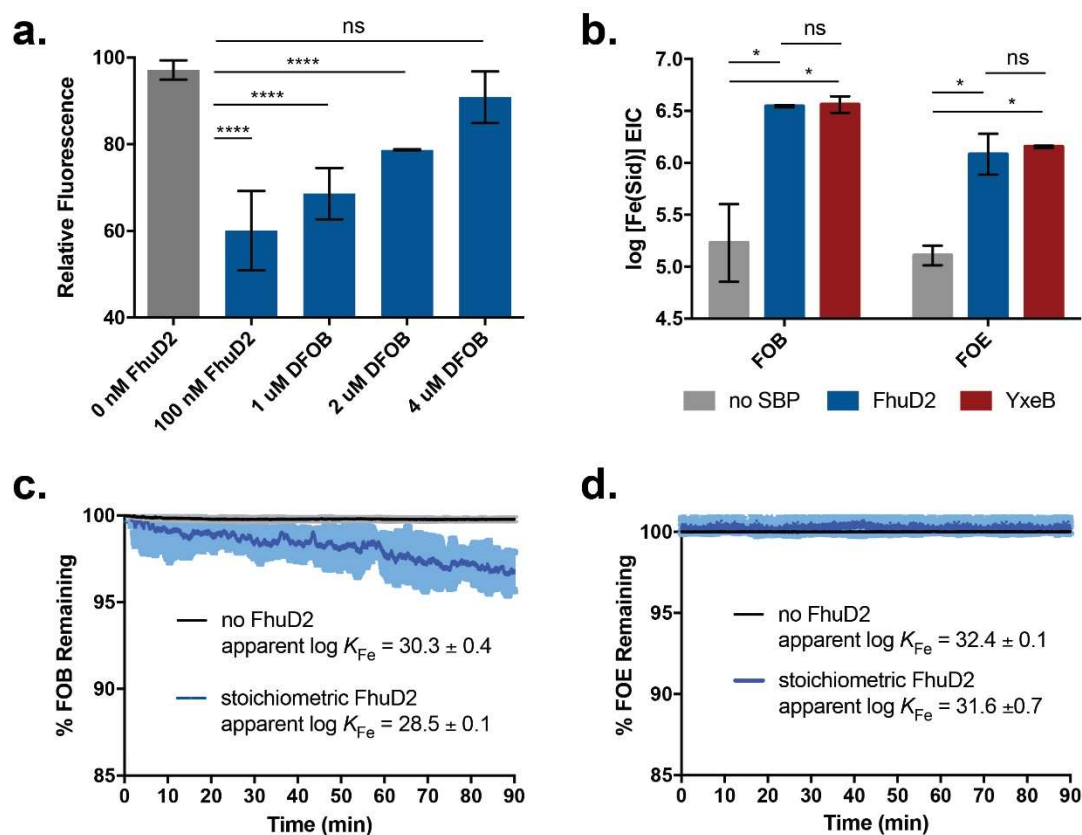 a.
ns
****
****
****
Relative Fluorescence
100
80
60
40
0 nM FhuD2
100 nM FhuD2
1 uM DFOB
2 uM DFOB
4 uM DFOB
b.
ns
*
*
ns
*
*
log [Fe(Sid)] EIC
7.0
6.5
6.0
5.5
5.0
4.5
FOB
FOE
no SBP FhuD2 YxeB
c.
% FOB Remaining
100
95
90
85
no FhuD2
apparent log KFe = 30.3 ± 0.4
stoichiometric FhuD2
apparent log KFe = 28.5 ± 0.1
0 10 20 30 40 50 60 70 80 90
Time (min)
d.
% FOE Remaining
100
95
90
85
no FhuD2
apparent log KFe = 32.4 ± 0.1
stoichiometric FhuD2
apparent log KFe = 31.6 ±0.7
0 10 20 30 40 50 60 70 80 90
Time (min)